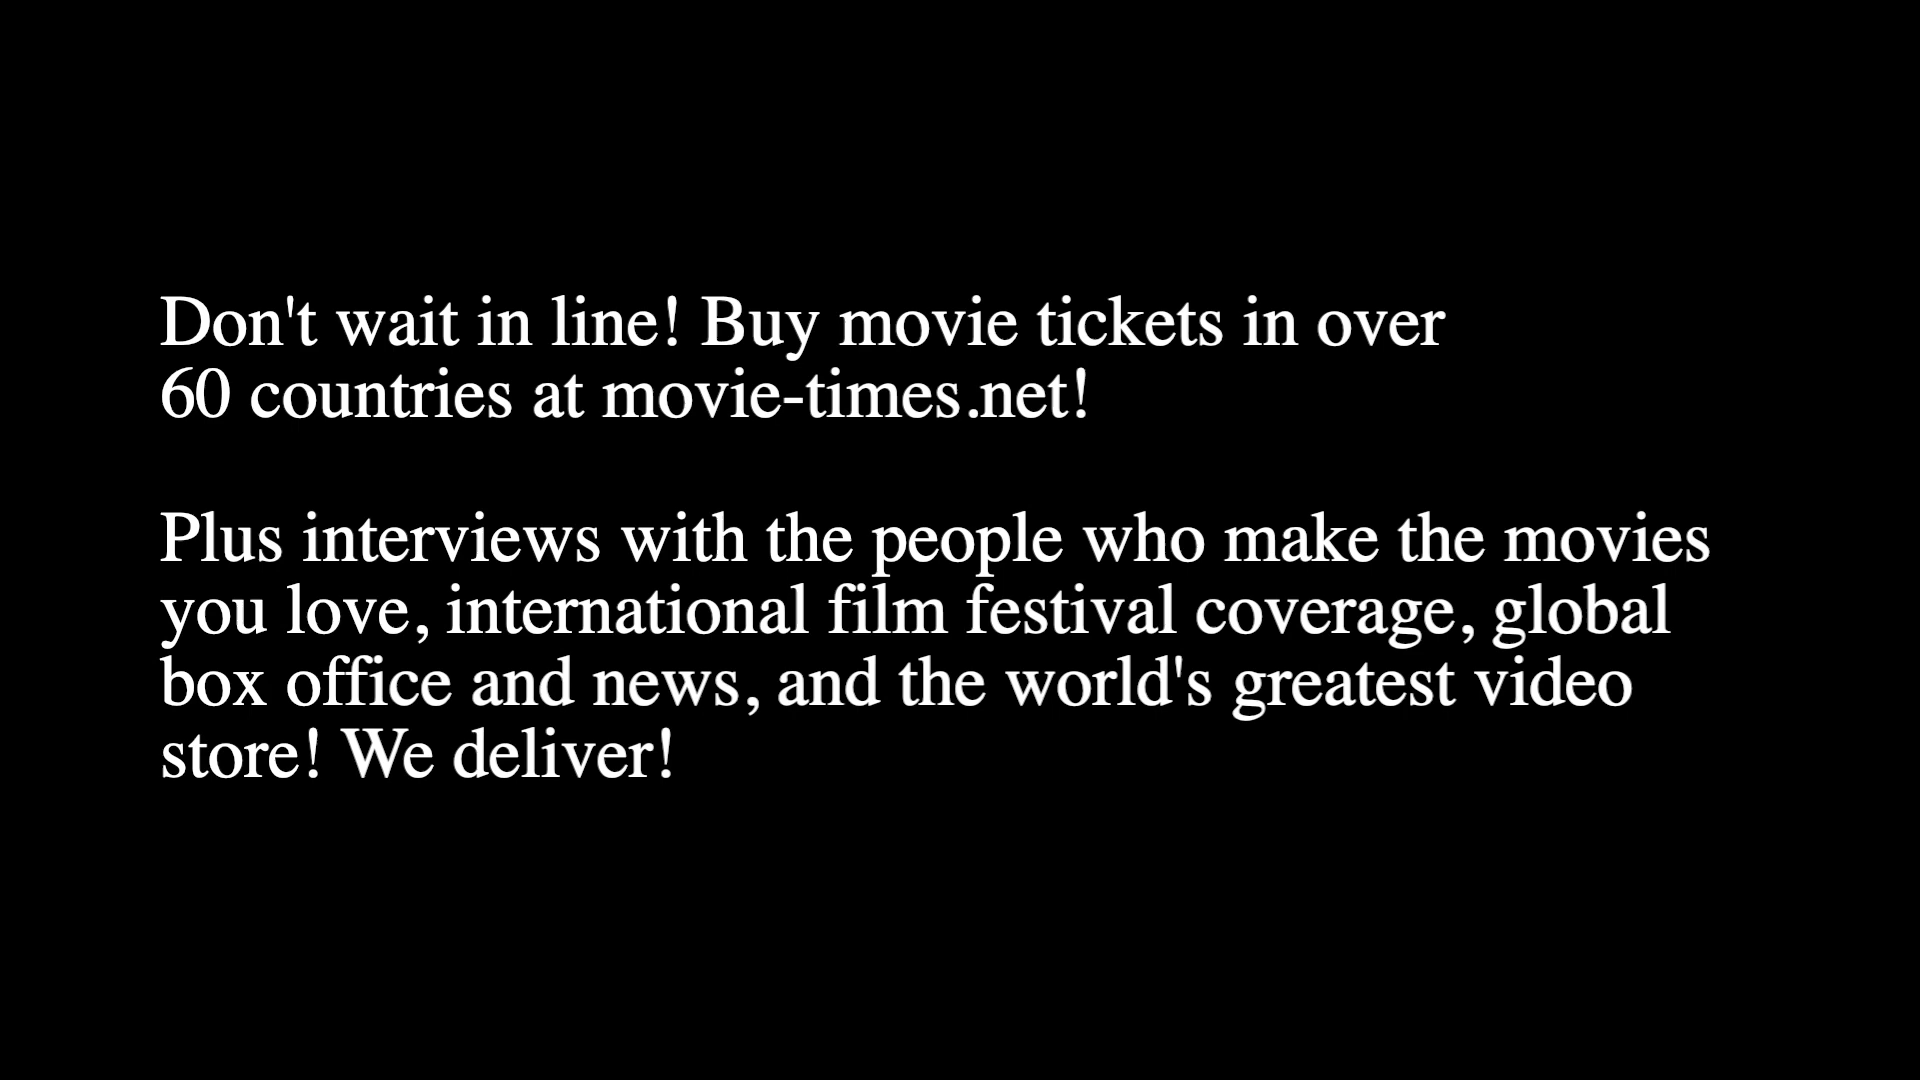 Don't wait in line! Buy movie tickets in over
60 countries at movie-times.net!
Plus interviews with the people who make the movies
you love, international film festival coverage, global
box office and news, and the world's greatest video
store! We deliver!